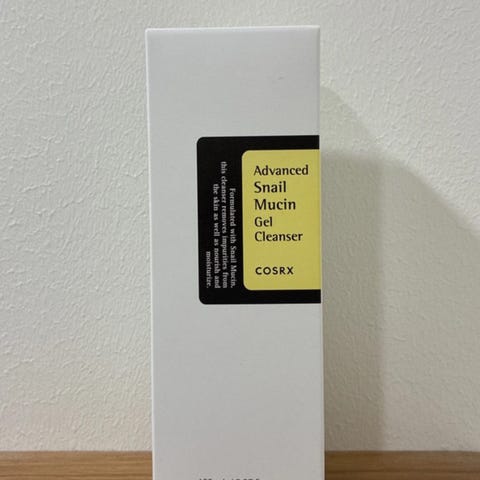 Advanced
Snail
Mucin
Gel
Cleanser
COSRX
Formulated with Snail Mucin,
this cleanser removes impurities from
the skin as well as nourish and
moisturize.